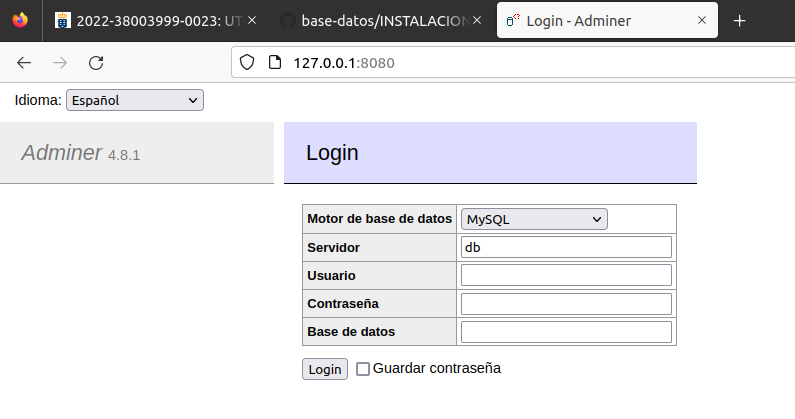 2022-38003999-0023: UT
base-datos/INSTALACION
Login - Adminer
127.0.0.1:8080
Idioma: Español
Adminer 4.8.1
Login
Motor de base de datos MySQL
Servidor db
Usuario
Contraseña
Base de datos
Login Guardar contraseña